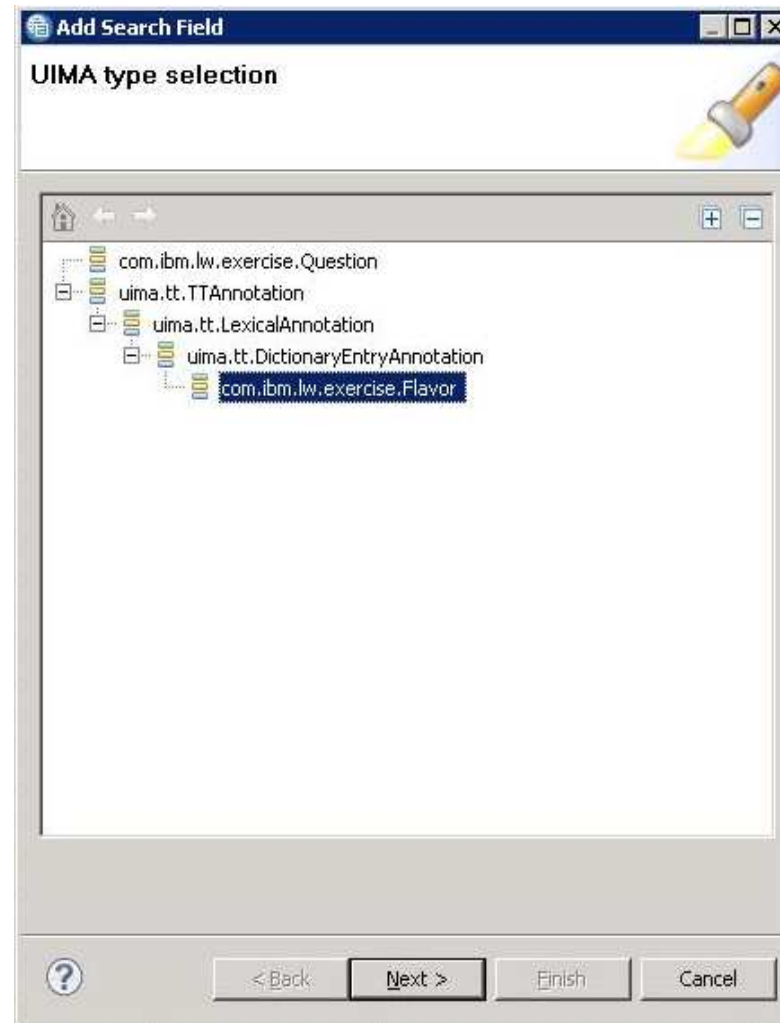 Add Search Field
UIMA type selection
com.ibm.lw.exercise.Question
uima.tt.TTAnnotation
uima.tt.LexicalAnnotation
uima.tt.DictionaryEntryAnnotation
com.ibm.lw.exercise.Flavor
?
< Back Next > Finish Cancel